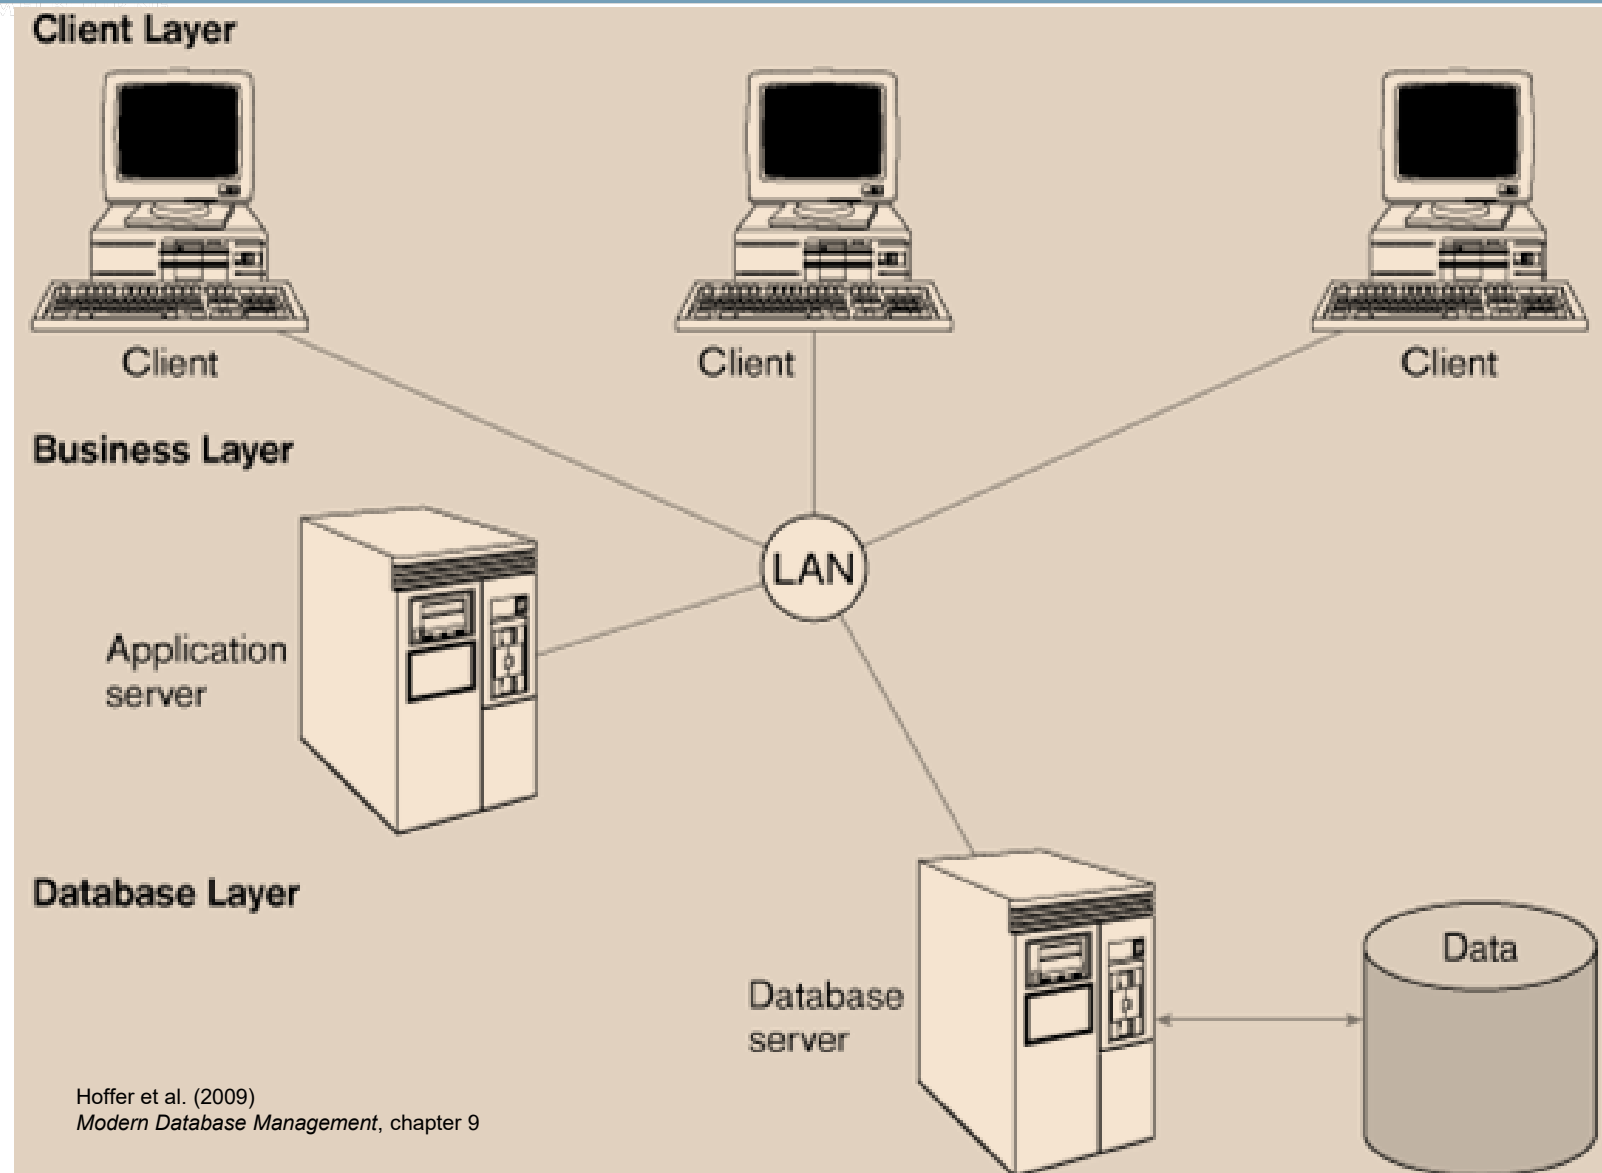 Client Layer
Client
Client
Client
Business Layer
LAN
Application
server
Database Layer
Data
Database
server
Hoffer et al. (2009)
Modern Database Management, chapter 9